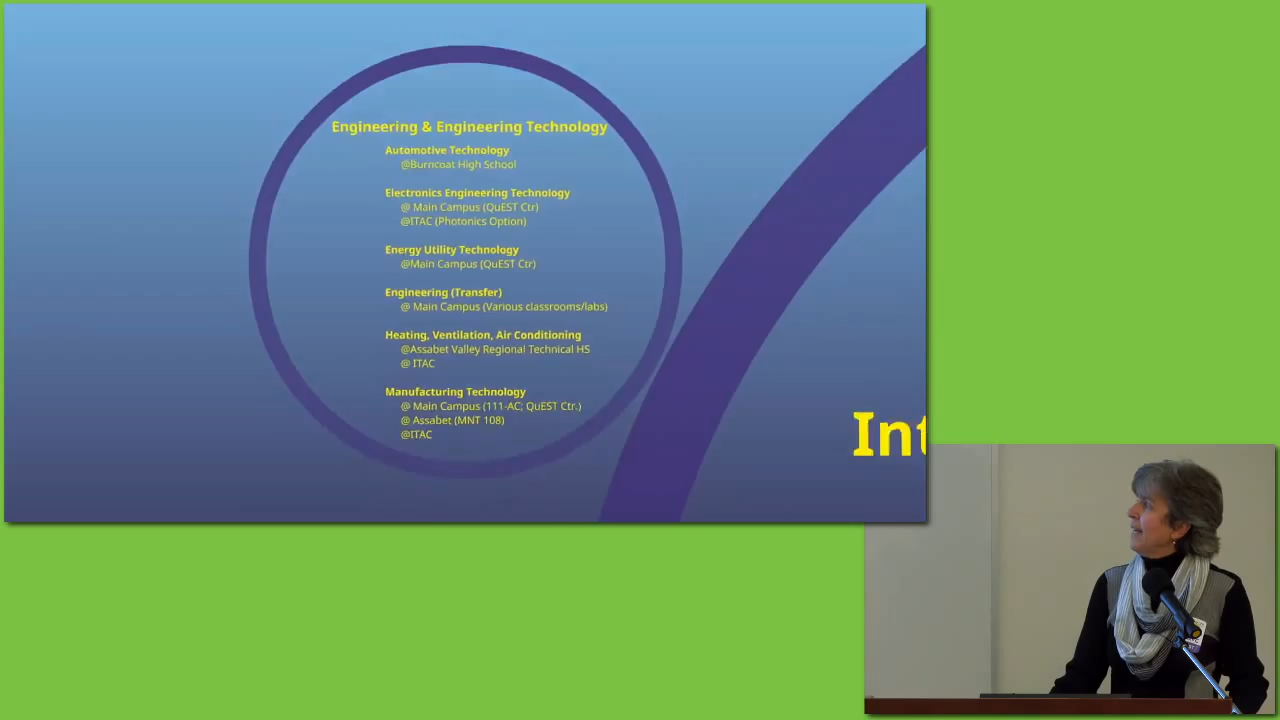 Engineering & Engineering Technology
Automotive Technology
@Burncoat High School
Electronics Engineering Technology
@ Main Campus (QuEST Ctr)
@ITAC (Photonics Option)
Energy Utility Technology
@Main Campus (QuEST Ctr)
Engineering (Transfer)
@ Main Campus (Various classrooms/labs)
Heating, Ventilation, Air Conditioning
@Assabet Valley Regional Technical HS
@ ITAC
Manufacturing Technology
@ Main Campus (111-AC; QuEST Ctr.)
@ Assabet (MNT 108)
@ITAC
Int